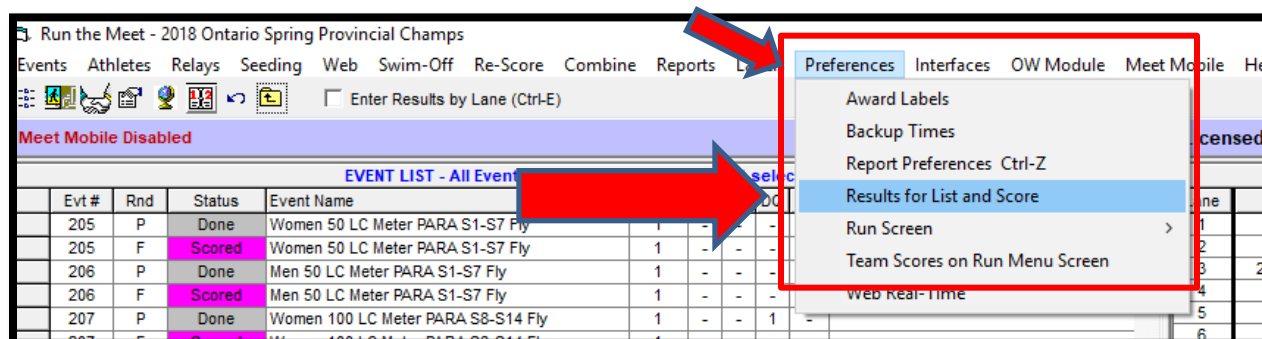 Run the Meet - 2018 Ontario Spring Provincial Champs
Events Athletes Relays Seeding Web Swim-Off Re-Score Combine Reports Preferences Interfaces OW Module Meet Mobile
Enter Results by Lane (Ctrl-E)
Award Labels
Backup Times
Report Preferences Ctrl-Z
Results for List and Score
Run Screen >
Team Scores on Run Menu Screen
Web Real-Time
Meet Mobile Disabled
EVENT LIST - All Event
Evt # Rnd Status Event Name
205 P Done Women 50 LC Meter PARA S1-S7 Fly 1 - - -
205 F Scored Women 50 LC Meter PARA S1-S7 Fly 1 - - -
206 P Done Men 50 LC Meter PARA S1-S7 Fly 1 - - -
206 F Scored Men 50 LC Meter PARA S1-S7 Fly 1 - - -
207 P Done Women 100 LC Meter PARA S8-S14 Fly 1 - - 1 -
1
2
3 2
4
5
6